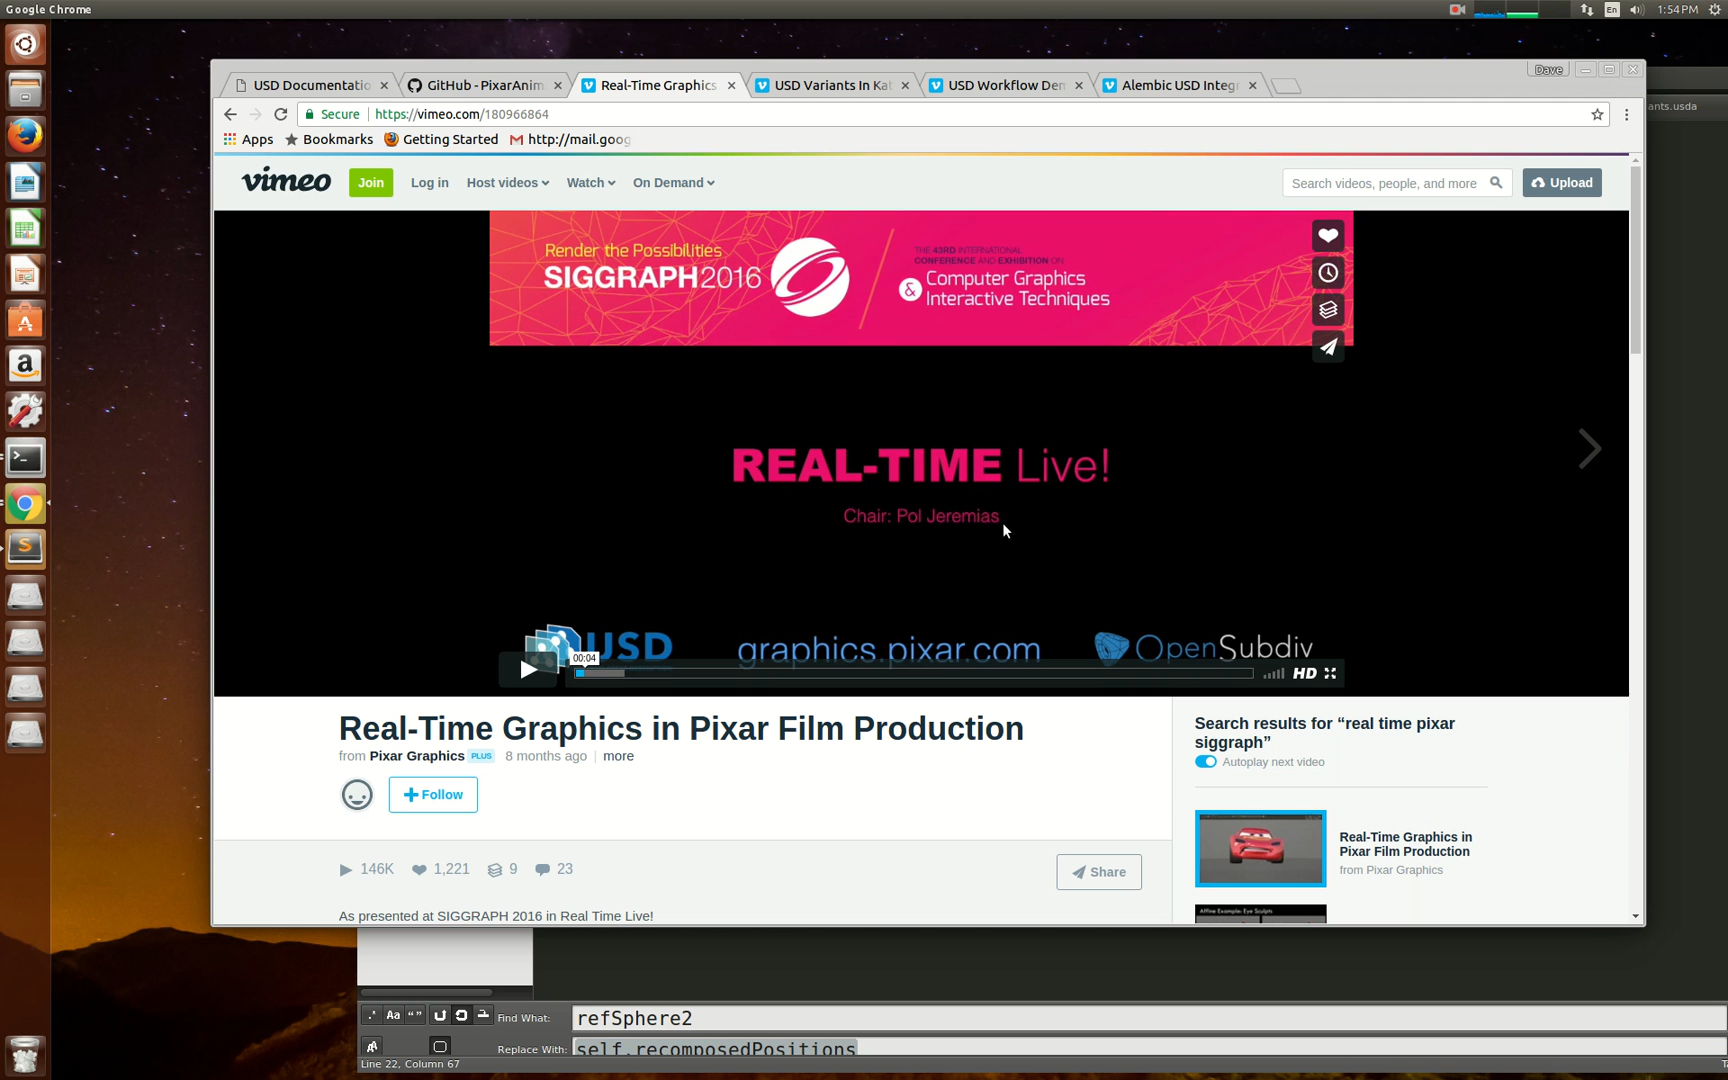 Google Chrome
En
1:54 PM
Dave
USD Documentatio
GitHub - PixarAnim
Real-Time Graphics
USD Variants In Kat
USD Workflow Dem
Alembic USD Integr
ants.usda
Secure
https://vimeo.com/180966864
Apps
Bookmarks
Getting Started
http://mail.goog
vimeo
Join
Log in
Host videos
Watch
On Demand
Search videos, people, and more
Upload
Render the Possibilities
SIGGRAPH2016
THE 43RD INTERNATIONAL
CONFERENCE AND EXHIBITION ON
Computer Graphics
& Interactive Techniques
REAL-TIME Live!
Chair: Pol Jeremias
USD
graphics.pixar.com
OpenSubdiv
00:04
HD
Real-Time Graphics in Pixar Film Production
from Pixar Graphics PLUS 8 months ago | more
+ Follow
146K
1,221
9
23
Share
As presented at SIGGRAPH 2016 in Real Time Live!
Search results for “real time pixar
siggraph”
Autoplay next video
Real-Time Graphics in
Pixar Film Production
from Pixar Graphics
Affine Example: Eye Sculpts
.* Aa “ ”
Find What:
refSphere2
Replace With:
self.recomposedPositions
Line 22, Column 67